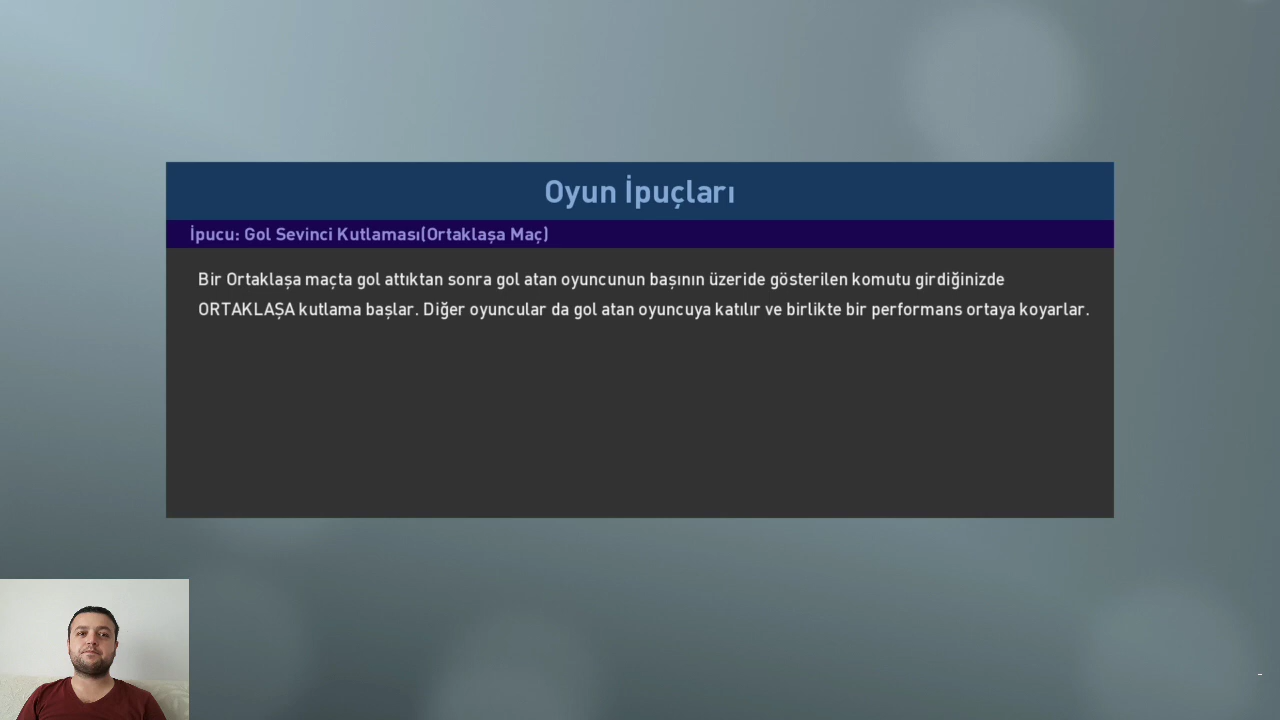 Oyun İpuçları
İpucu: Gol Sevinci Kutlaması(Ortaklaşa Maç)
Bir Ortaklaşa maçta gol attıktan sonra gol atan oyuncunun başının üzeride gösterilen komutu girdiğinizde
ORTAKLAŞA kutlama başlar. Diğer oyuncular da gol atan oyuncuya katılır ve birlikte bir performans ortaya koyarlar.